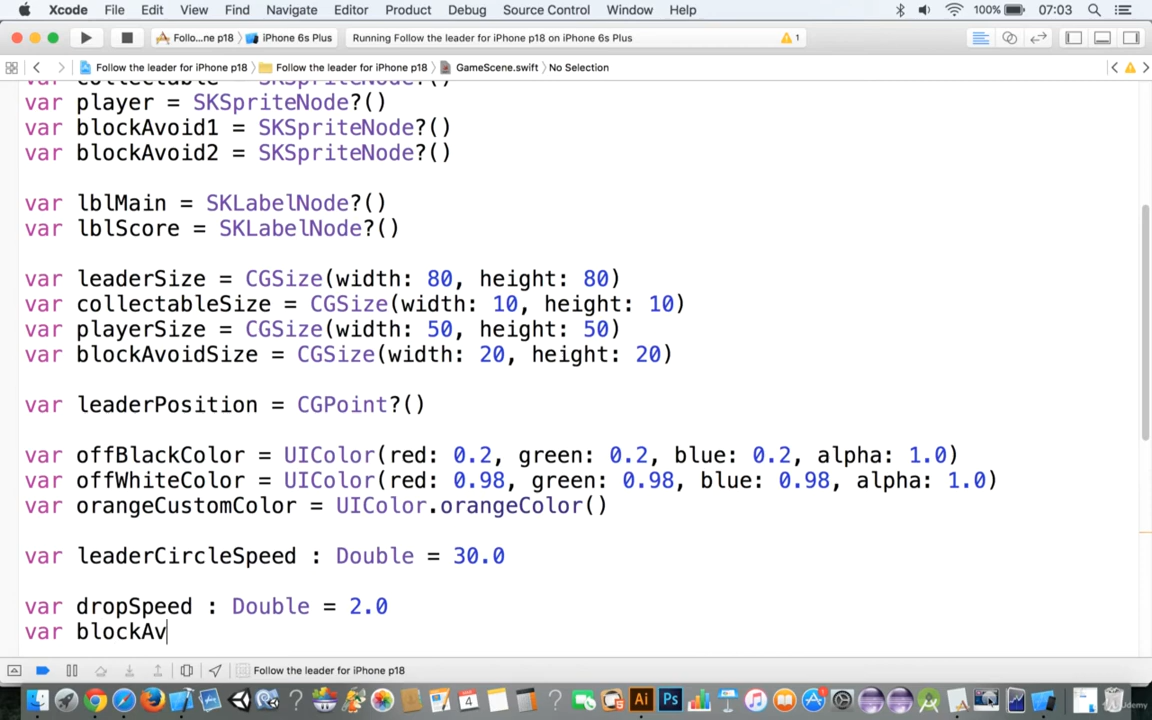 Xcode File Edit View Find Navigate Editor Product Debug Source Control Window Help 100% 07:03
Follo...ne p18 iPhone 6s Plus Running Follow the leader for iPhone p18 on iPhone 6s Plus 1
Follow the leader for iPhone p18 Follow the leader for iPhone p18 GameScene.swift No Selection
var collectable = SKSpriteNode?()
var player = SKSpriteNode?()
var blockAvoid1 = SKSpriteNode?()
var blockAvoid2 = SKSpriteNode?()
var lblMain = SKLabelNode?()
var lblScore = SKLabelNode?()
var leaderSize = CGSize(width: 80, height: 80)
var collectableSize = CGSize(width: 10, height: 10)
var playerSize = CGSize(width: 50, height: 50)
var blockAvoidSize = CGSize(width: 20, height: 20)
var leaderPosition = CGPoint?()
var offBlackColor = UIColor(red: 0.2, green: 0.2, blue: 0.2, alpha: 1.0)
var offWhiteColor = UIColor(red: 0.98, green: 0.98, blue: 0.98, alpha: 1.0)
var orangeCustomColor = UIColor.orangeColor()
var leaderCircleSpeed : Double = 30.0
var dropSpeed : Double = 2.0
var blockAv
Follow the leader for iPhone p18
4 Ai Ps
Udemy